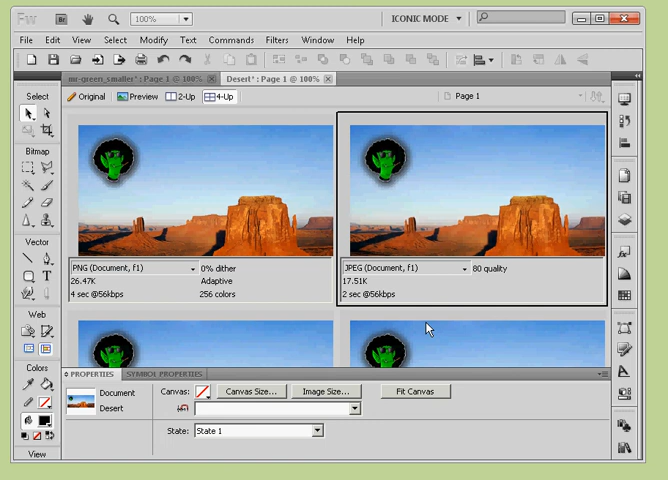 Fw Br 100% ICONIC MODE
File Edit View Select Modify Text Commands Filters Window Help
mr-green_smaller* : Page 1 @ 100% Desert* : Page 1 @ 100%
Select
Original Preview 2-Up 4-Up Page 1
Bitmap
Vector
PNG (Document, f1) 0% dither
26.47K Adaptive
4 sec @56kbps 256 colors
JPEG (Document, f1) 80 quality
17.51K
2 sec @56kbps
Web
Colors
PROPERTIES SYMBOL PROPERTIES
Document Canvas: Canvas Size... Image Size... Fit Canvas
Desert
State: State 1
View